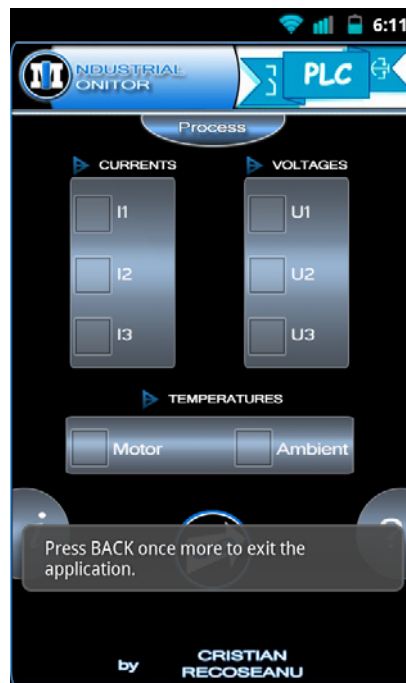 6:11
NDUSTRIAL
ONITOR
PLC
Process
CURRENTS
VOLTAGES
I1
U1
I2
U2
I3
U3
TEMPERATURES
Motor
Ambient
i
?
Press BACK once more to exit the
application.
by
CRISTIAN
RECOSEANU